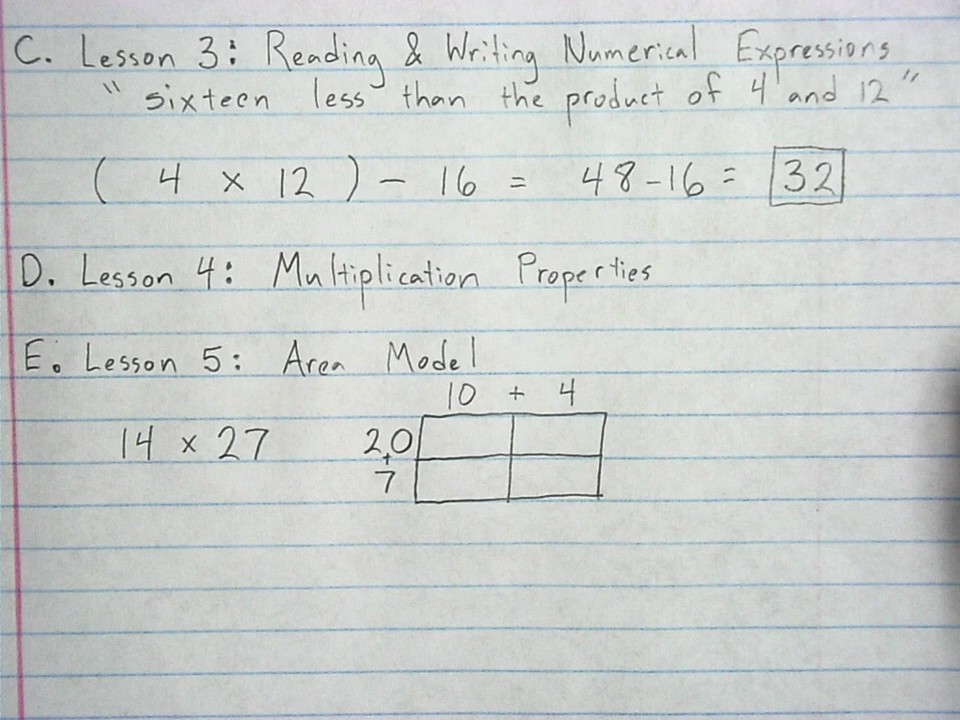 C. Lesson 3: Reading & Writing Numerical Expressions
"sixteen less than the product of 4 and 12"
( 4 x 12 ) - 16 = 48 - 16 = 32
D. Lesson 4: Multiplication Properties
E. Lesson 5: Area Model
10 + 4
14 x 27 20
+
7